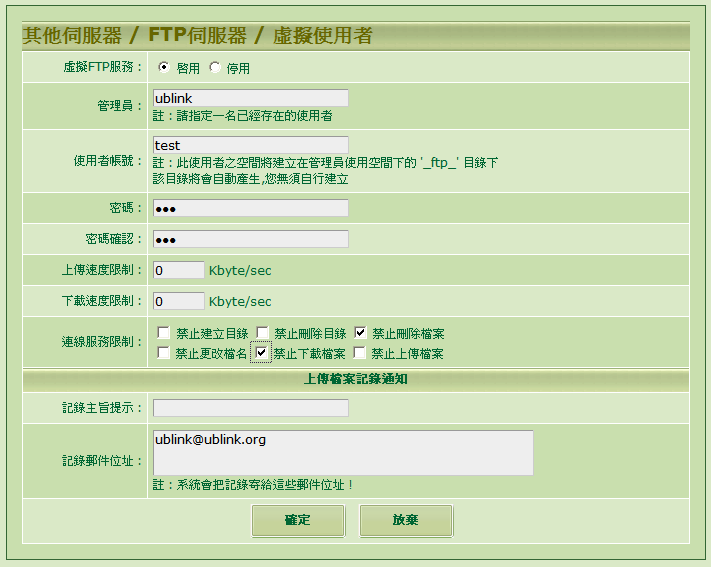 其他伺服器 / FTP伺服器 / 虛擬使用者
虛擬FTP服務： 啓用 停用
管理員： ublink
註：請指定一名已經存在的使用者
使用者帳號： test
註：此使用者之空間將建立在管理員使用空間下的 '_ftp_' 目錄下
該目錄將會自動產生,您無須自行建立
密碼： ●●●
密碼確認： ●●●
上傳速度限制： 0 Kbyte/sec
下載速度限制： 0 Kbyte/sec
連線服務限制： 禁止建立目錄 禁止刪除目錄 禁止刪除檔案
禁止更改檔名 禁止下載檔案 禁止上傳檔案
上傳檔案記錄通知
記錄主旨提示：
記錄郵件位址： ublink@ublink.org
註：系統會把記錄寄給這些郵件位址！
確定 放棄